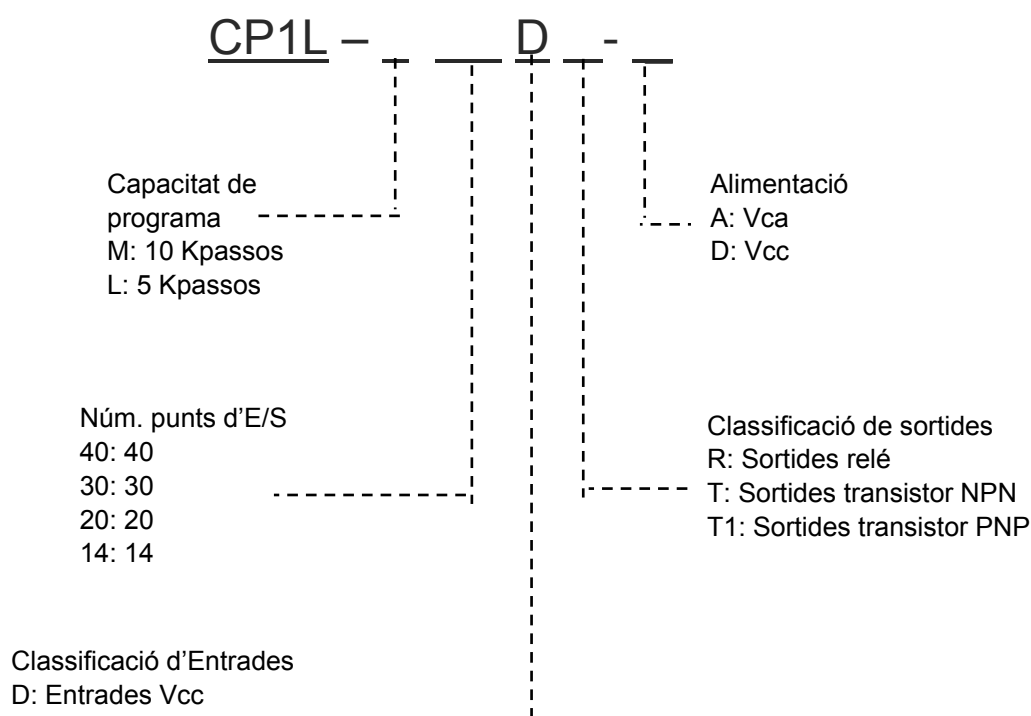 CP1L – D -
Capacitat de
programa
M: 10 Kpassos
L: 5 Kpassos
Alimentació
A: Vca
D: Vcc
Núm. punts d’E/S
40: 40
30: 30
20: 20
14: 14
Classificació de sortides
R: Sortides relé
T: Sortides transistor NPN
T1: Sortides transistor PNP
Classificació d’Entrades
D: Entrades Vcc